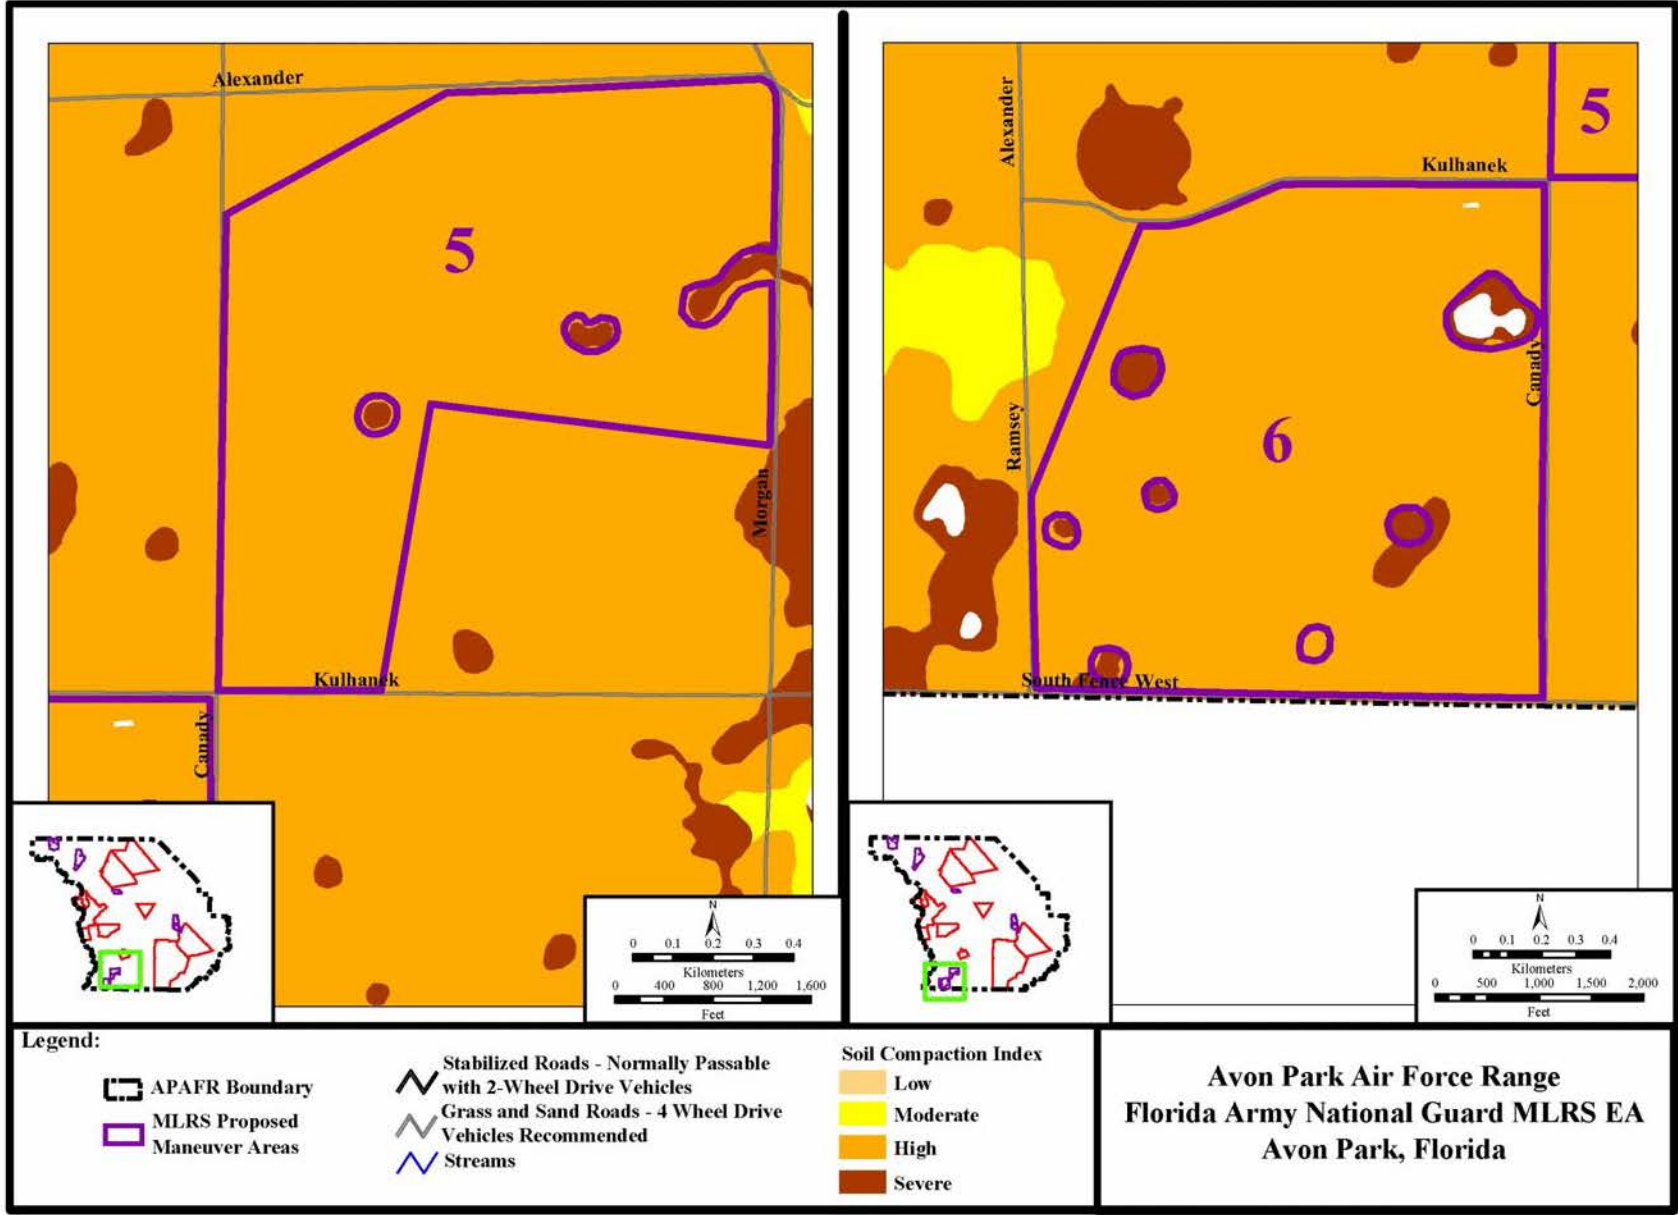 Alexander
5
Morgan
Kulhanek
Canady
Alexander
5
Kulhanek
Canady
Ramsey
6
South Fence West
N
0 0.1 0.2 0.3 0.4
Kilometers
0 400 800 1,200 1,600
Feet
N
0 0.1 0.2 0.3 0.4
Kilometers
0 500 1,000 1,500 2,000
Feet
Legend:
APAFR Boundary
MLRS Proposed
Maneuver Areas
Stabilized Roads - Normally Passable
with 2-Wheel Drive Vehicles
Grass and Sand Roads - 4 Wheel Drive
Vehicles Recommended
Streams
Soil Compaction Index
Low
Moderate
High
Severe
Avon Park Air Force Range
Florida Army National Guard MLRS EA
Avon Park, Florida